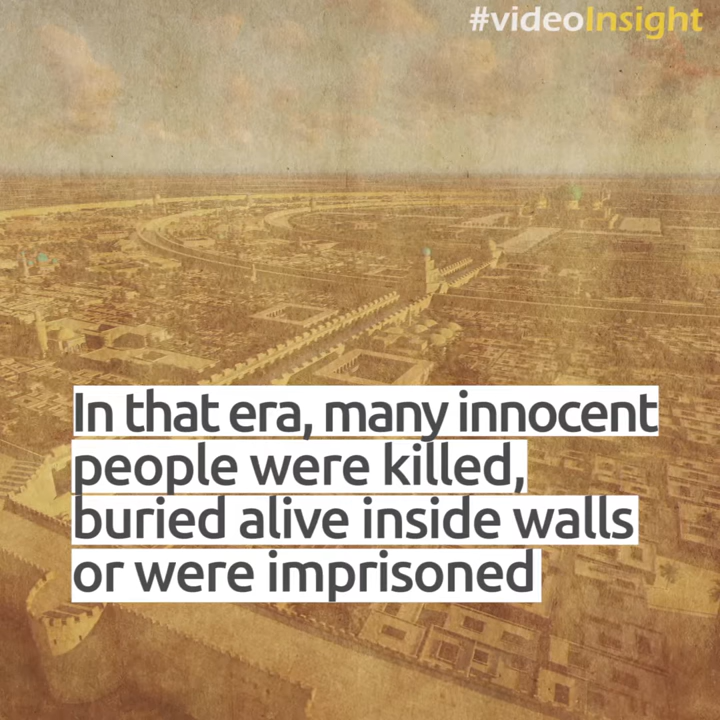 #videoInsight
In that era, many innocent
people were killed,
buried alive inside walls
or were imprisoned